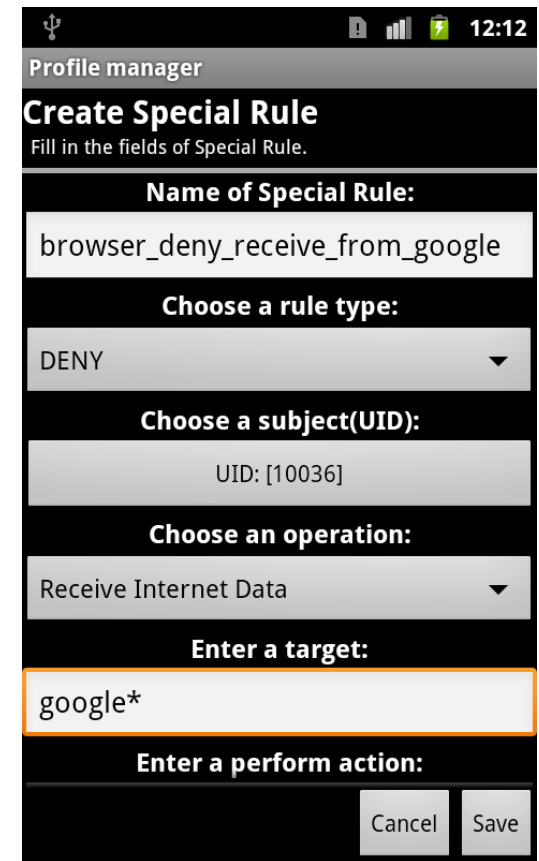 12:12
Profile manager
Create Special Rule
Fill in the fields of Special Rule.
Name of Special Rule:
browser_deny_receive_from_google
Choose a rule type:
DENY
Choose a subject(UID):
UID: [10036]
Choose an operation:
Receive Internet Data
Enter a target:
google*
Enter a perform action:
Cancel Save